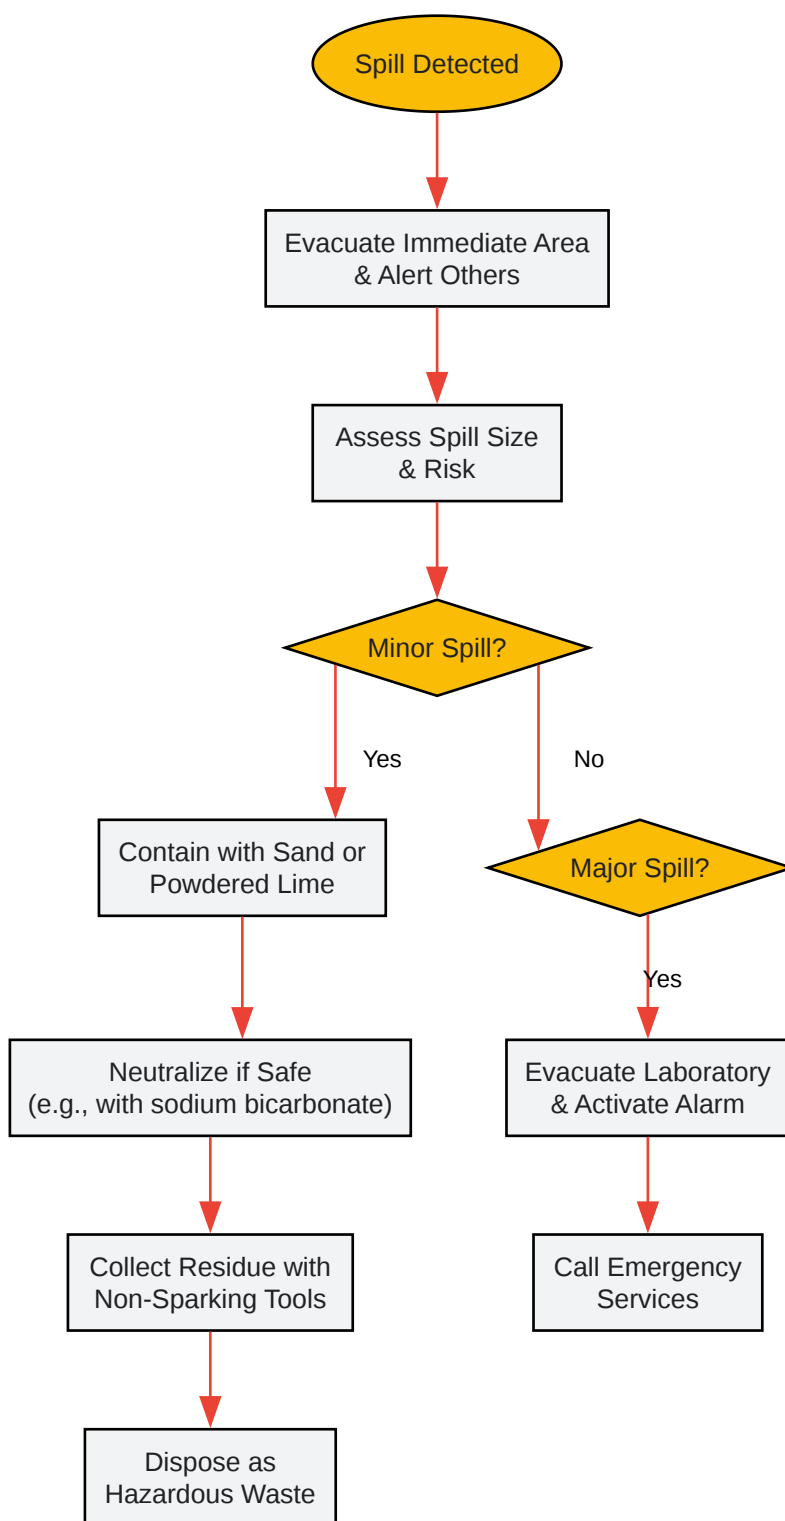 Spill Detected
Evacuate Immediate Area
& Alert Others
Assess Spill Size
& Risk
Minor Spill?
Yes
No
Contain with Sand or
Powdered Lime
Major Spill?
Yes
Neutralize if Safe
(e.g., with sodium bicarbonate)
Evacuate Laboratory
& Activate Alarm
Collect Residue with
Non-Sparking Tools
Call Emergency
Services
Dispose as
Hazardous Waste